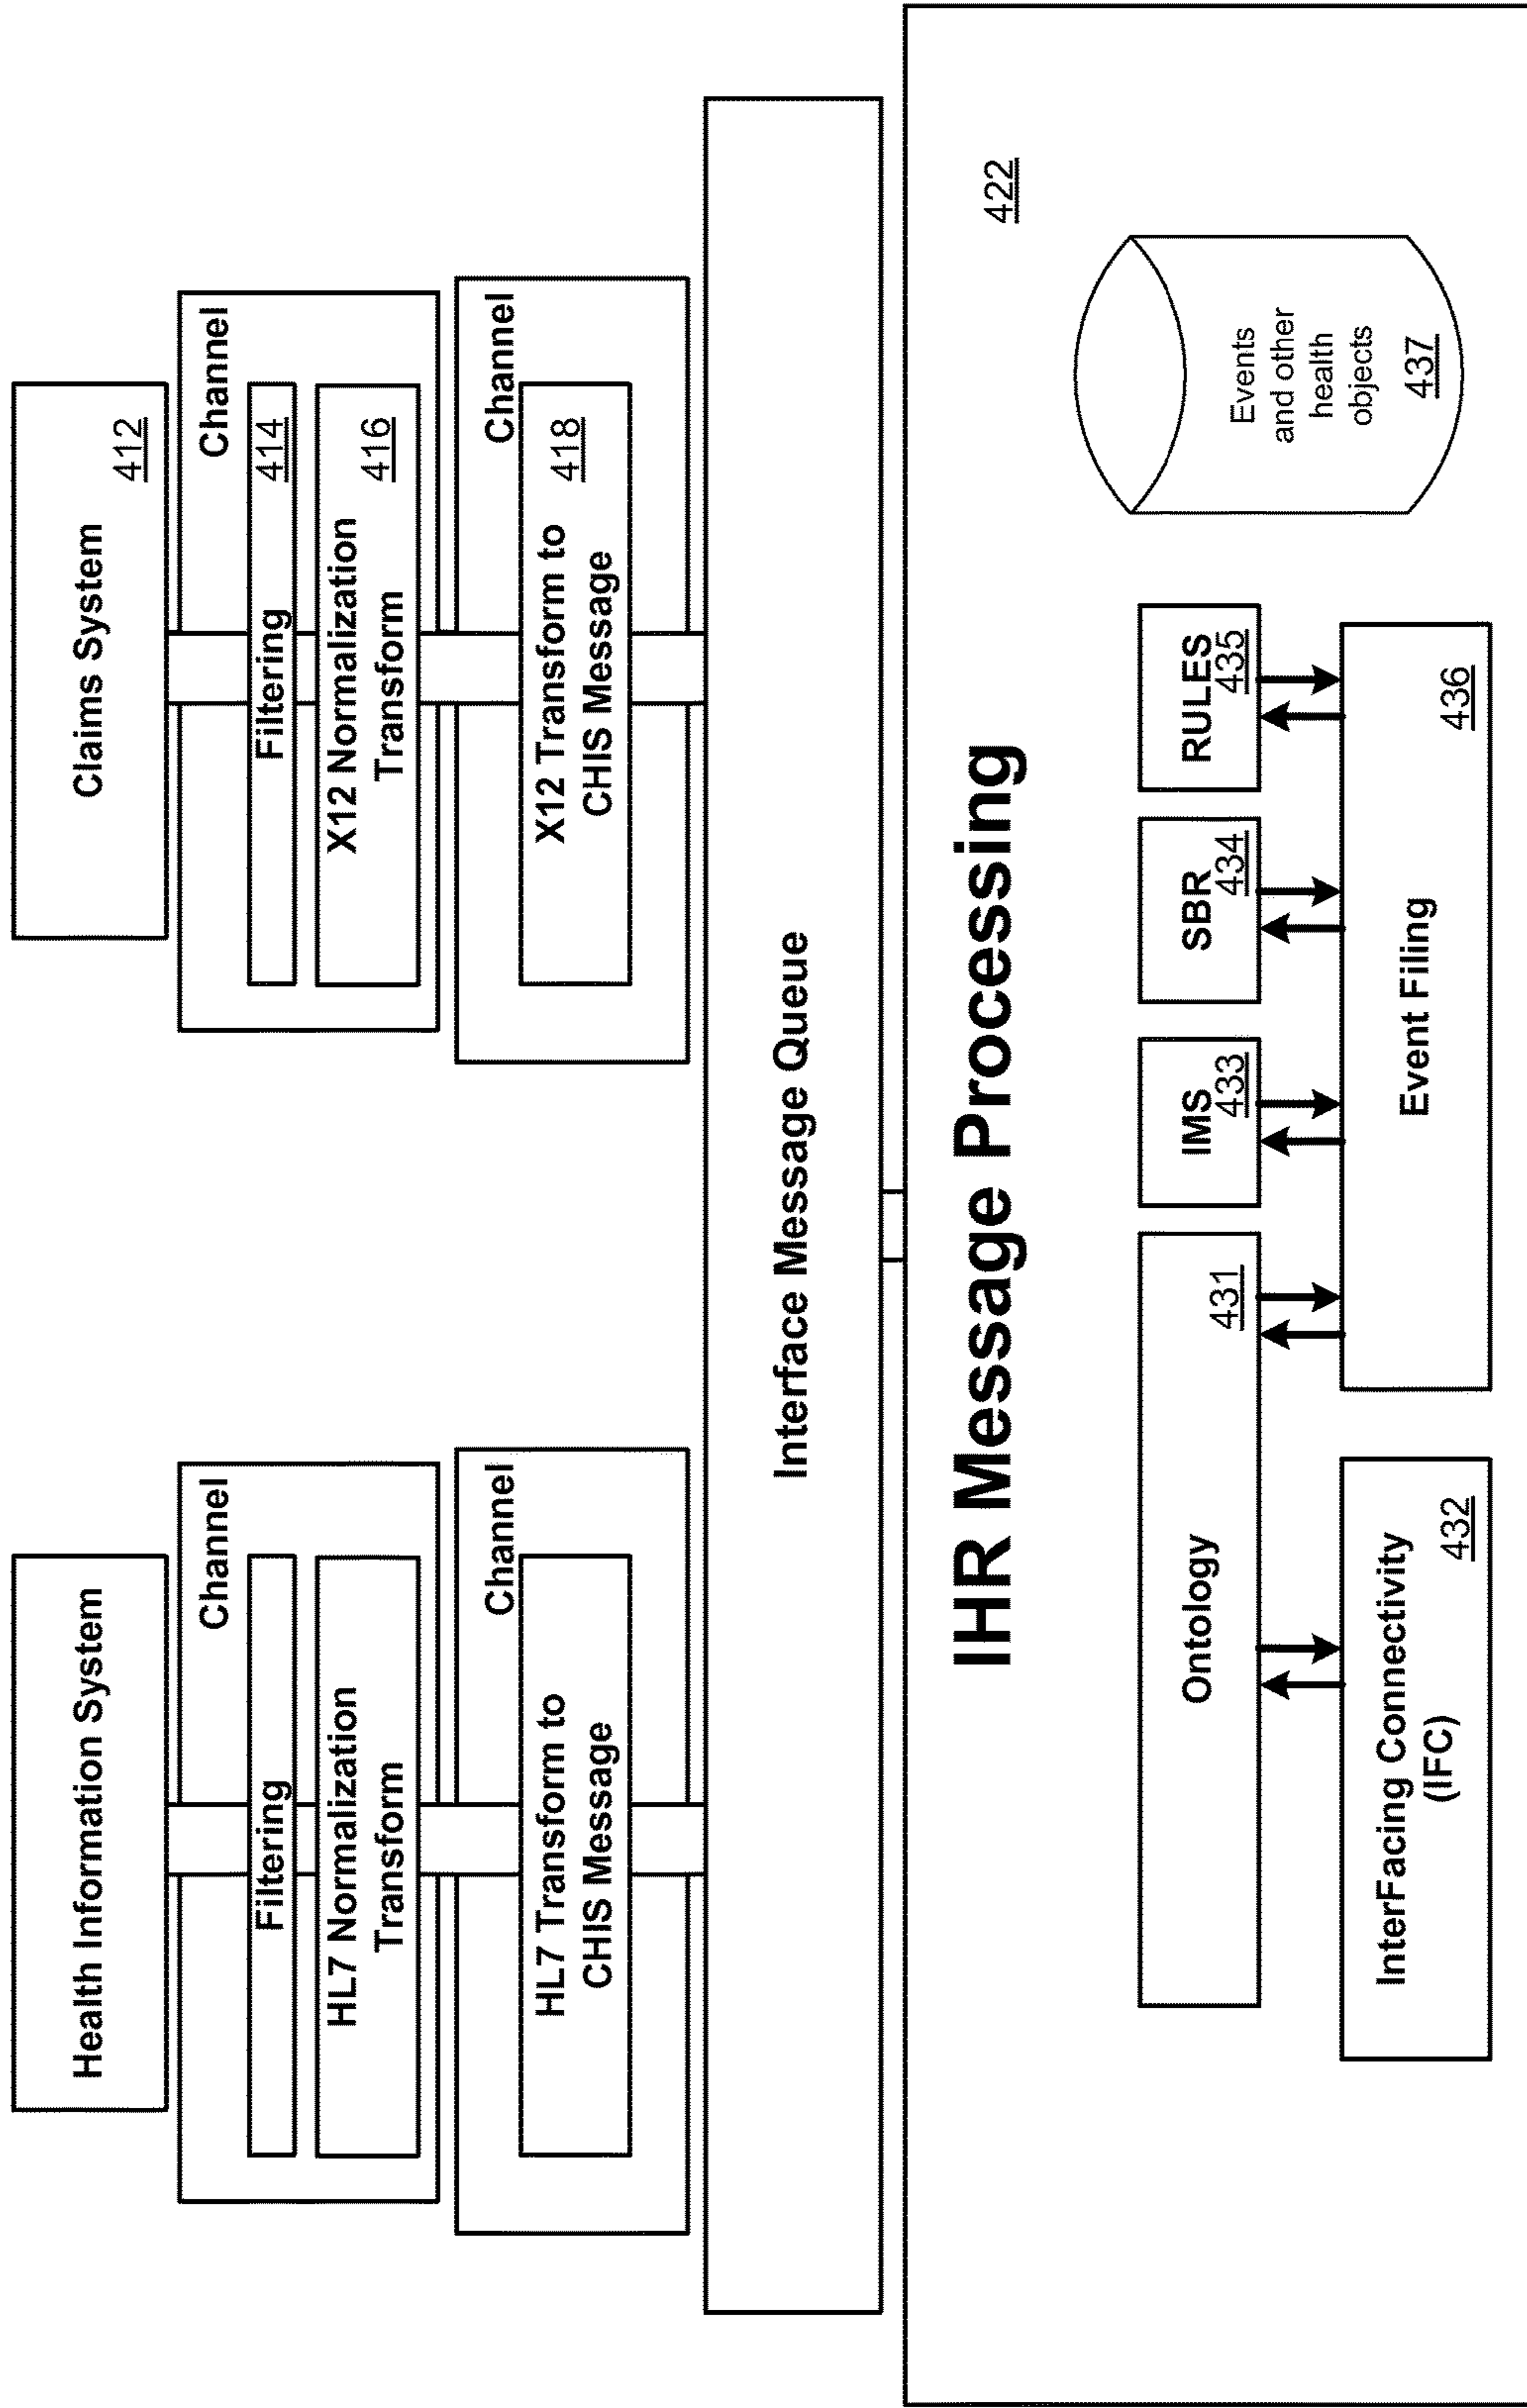 Health Information System
Channel
Filtering
HL7 Normalization
Transform
Channel
HL7 Transform to
CHIS Message
Claims System
412
Channel
Filtering
414
X12 Normalization
Transform
416
Channel
X12 Transform to
CHIS Message
418
Interface Message Queue
IHR Message Processing
422
Ontology
431
IMS
433
SBR
434
RULES
435
InterFacing Connectivity
(IFC)
432
Event Filing
436
Events
and other
health
objects
437